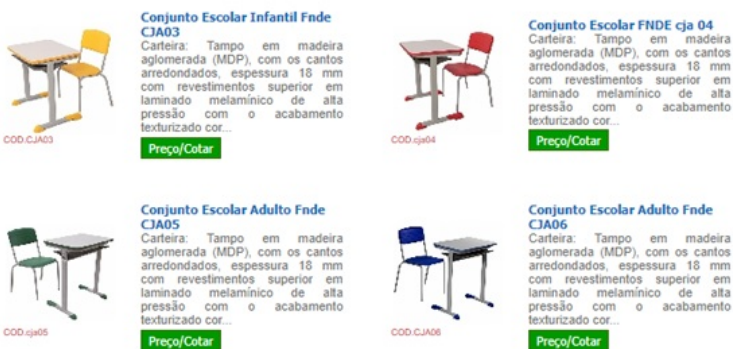 Conjunto Escolar Infantil Fnde
CJA03
Carteira: Tampo em madeira
aglomerada (MDP), com os cantos
arredondados, espessura 18 mm
com revestimentos superior em
laminado melamínico de alta
pressão com o acabamento
texturizado cor...
COD.CJA03
Preço/Cotar
Conjunto Escolar FNDE cja 04
Carteira: Tampo em madeira
aglomerada (MDP), com os cantos
arredondados, espessura 18 mm
com revestimentos superior em
laminado melamínico de alta
pressão com o acabamento
texturizado cor...
COD.cja04
Preço/Cotar
Conjunto Escolar Adulto Fnde
CJA05
Carteira: Tampo em madeira
aglomerada (MDP), com os cantos
arredondados, espessura 18 mm
com revestimentos superior em
laminado melamínico de alta
pressão com o acabamento
texturizado cor...
COD.cja05
Preço/Cotar
Conjunto Escolar Adulto Fnde
CJA06
Carteira: Tampo em madeira
aglomerada (MDP), com os cantos
arredondados, espessura 18 mm
com revestimentos superior em
laminado melamínico de alta
pressão com o acabamento
texturizado cor...
COD.CJA06
Preço/Cotar